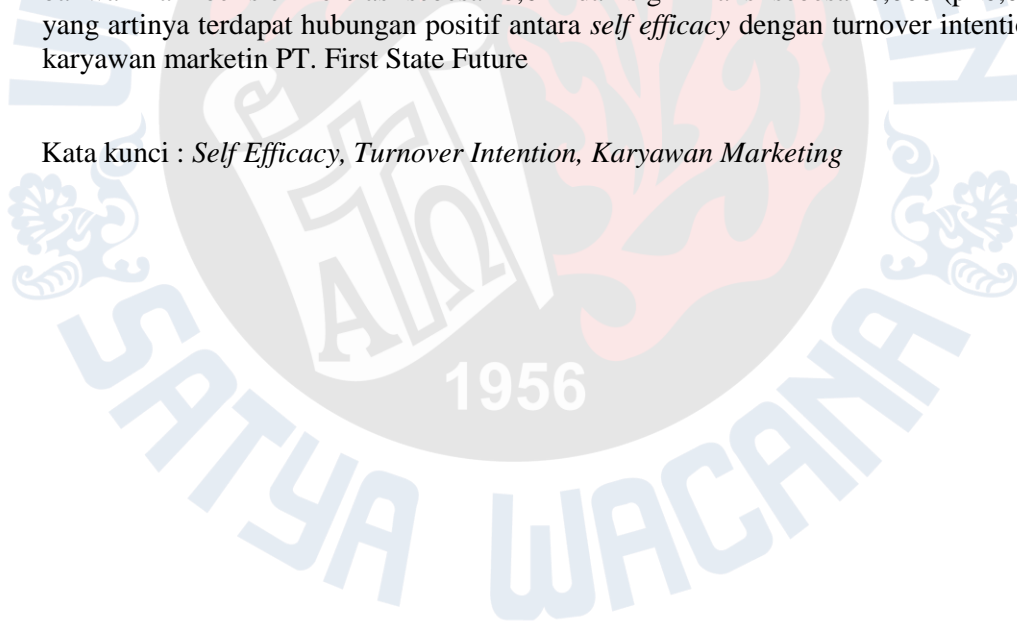 yang artinya terdapat hubungan positif antara self efficacy dengan turnover intentio
karyawan marketin PT. First State Future
Kata kunci : Self Efficacy, Turnover Intention, Karyawan Marketing
ΑΩ
1956
SATYA WACANA